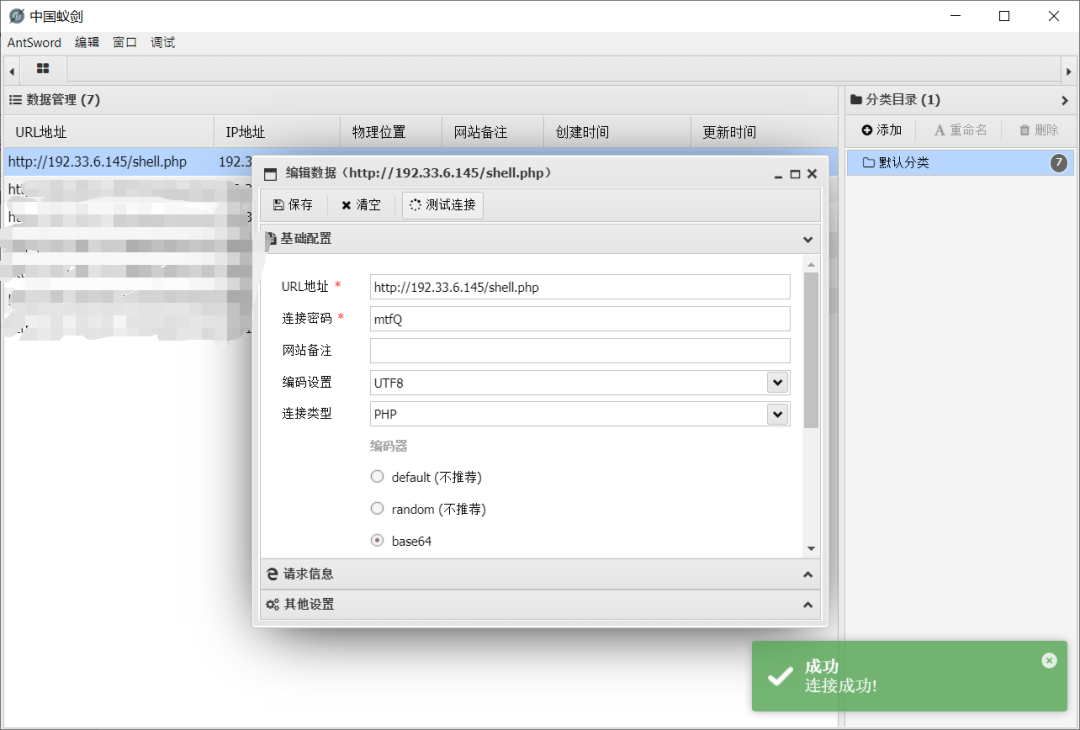 中国蚁剑
AntSword 编辑 窗口 调试
数据管理 (7)
分类目录 (1)
URL地址 IP地址 物理位置 网站备注 创建时间 更新时间
添加 重命名 删除
http://192.33.6.145/shell.php 192.3
默认分类 7
编辑数据（http://192.33.6.145/shell.php）
保存 清空 测试连接
基础配置
URL地址 * http://192.33.6.145/shell.php
连接密码 * mtfQ
网站备注
编码设置 UTF8
连接类型 PHP
编码器
default (不推荐)
random (不推荐)
base64
请求信息
其他设置
成功
连接成功!